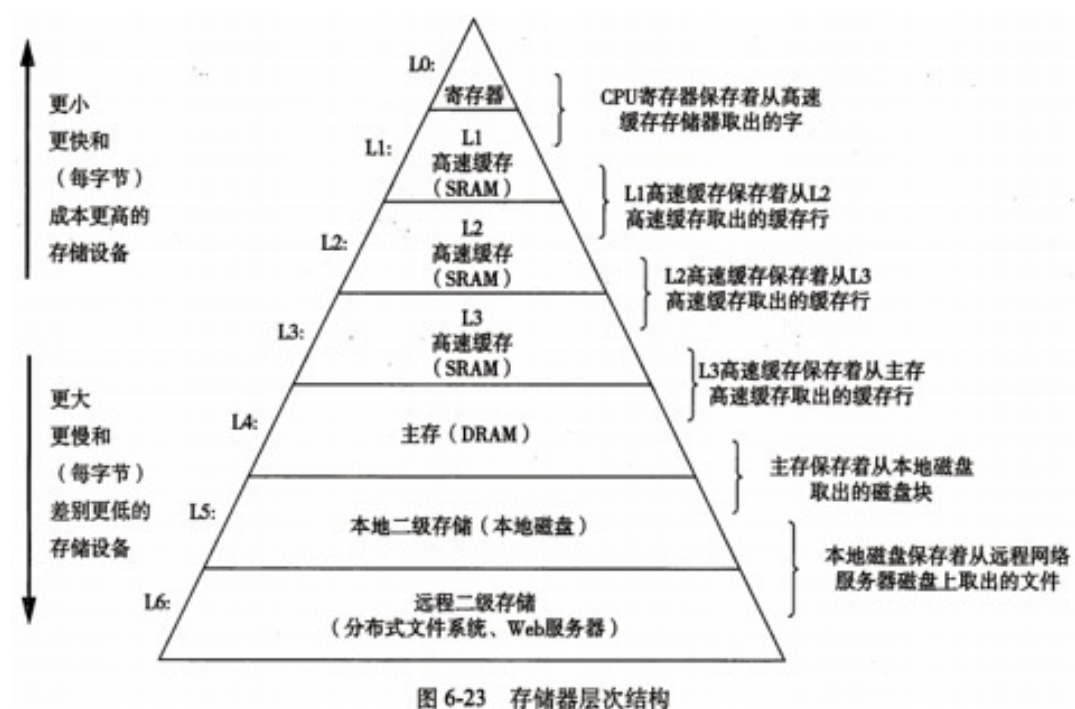 更小
更快和
（每字节）
成本更高的
存储设备
更大
更慢和
（每字节）
差别更低的
存储设备
L0:
寄存器
L1:
L1
高速缓存
（SRAM）
L2:
L2
高速缓存
（SRAM）
L3:
L3
高速缓存
（SRAM）
L4:
主存（DRAM）
L5:
本地二级存储（本地磁盘）
L6:
远程二级存储
（分布式文件系统、Web服务器）
CPU寄存器保存着从高速
缓存存储器取出的字
L1高速缓存保存着从L2
高速缓存取出的缓存行
L2高速缓存保存着从L3
高速缓存取出的缓存行
L3高速缓存保存着从主存
高速缓存取出的缓存行
主存保存着从本地磁盘
取出的磁盘块
本地磁盘保存着从远程网络
服务器磁盘上取出的文件
图 6-23 存储器层次结构